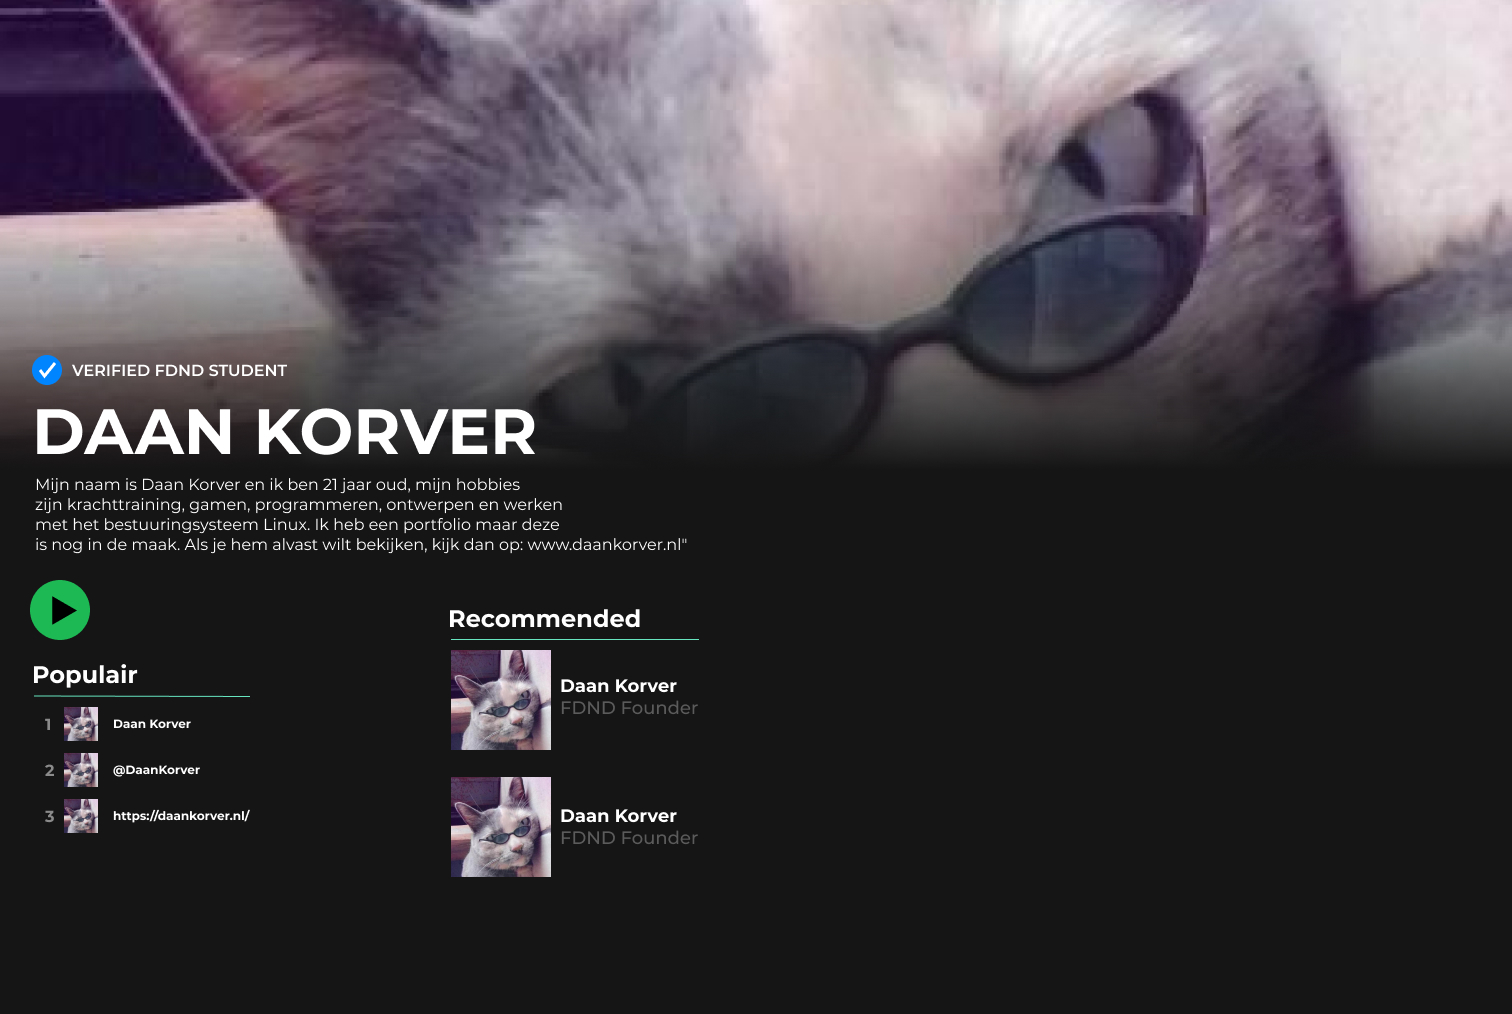 VERIFIED FDND STUDENT
DAAN KORVER
Mijn naam is Daan Korver en ik ben 21 jaar oud, mijn hobbies
zijn krachttraining, gamen, programmeren, ontwerpen en werken
met het bestuuringsysteem Linux. Ik heb een portfolio maar deze
is nog in de maak. Als je hem alvast wilt bekijken, kijk dan op: www.daankorver.nl"
Populair
1 Daan Korver
2 @DaanKorver
3 https://daankorver.nl/
Recommended
Daan Korver
FDND Founder
Daan Korver
FDND Founder